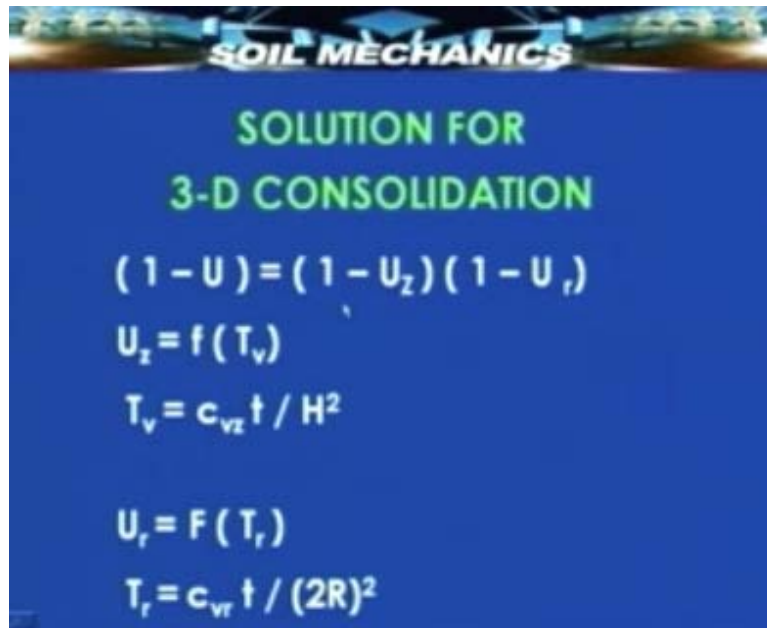 SOIL MECHANICS
SOLUTION FOR
3-D CONSOLIDATION
( 1 – U ) = ( 1 – U_z ) ( 1 – U_r )
U_z = f ( T_v )
T_v = c_vz t / H²
U_r = F ( T_r )
T_r = c_vr t / (2R)²